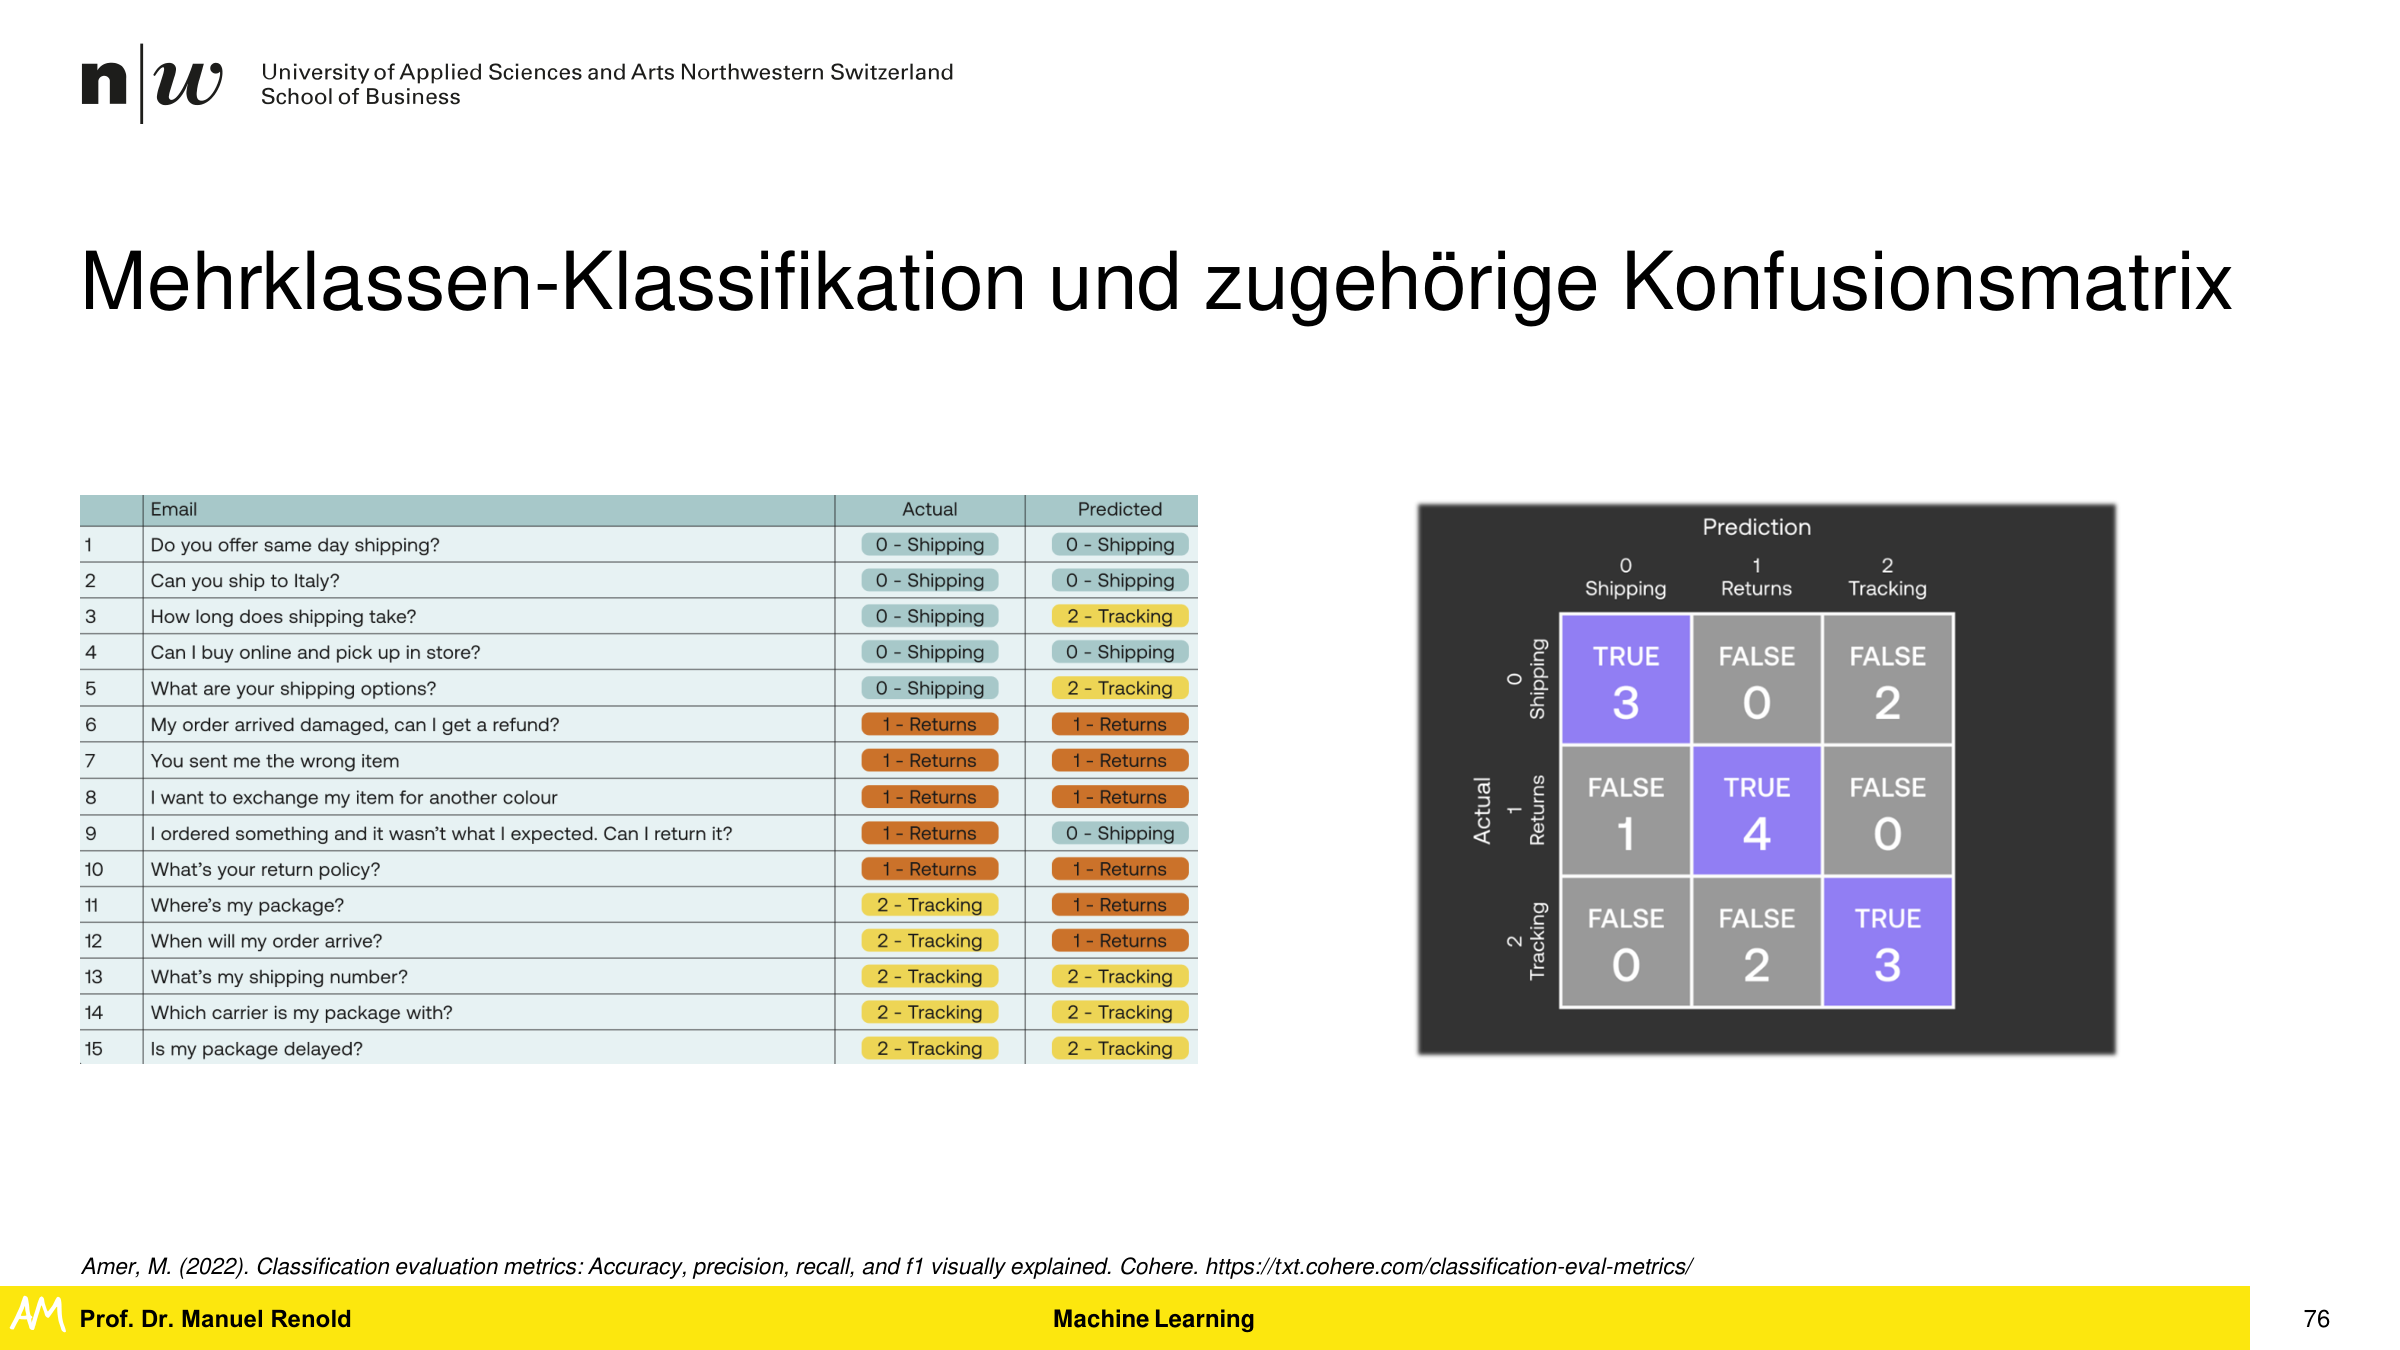 n|w
University of Applied Sciences and Arts Northwestern Switzerland
School of Business
Mehrklassen-Klassifikation und zugehörige Konfusionsmatrix
Email Actual Predicted
1 Do you offer same day shipping? 0 - Shipping 0 - Shipping
2 Can you ship to Italy? 0 - Shipping 0 - Shipping
3 How long does shipping take? 0 - Shipping 2 - Tracking
4 Can I buy online and pick up in store? 0 - Shipping 0 - Shipping
5 What are your shipping options? 0 - Shipping 2 - Tracking
6 My order arrived damaged, can I get a refund? 1 - Returns 1 - Returns
7 You sent me the wrong item 1 - Returns 1 - Returns
8 I want to exchange my item for another colour 1 - Returns 1 - Returns
9 I ordered something and it wasn't what I expected. Can I return it? 1 - Returns 0 - Shipping
10 What's your return policy? 1 - Returns 1 - Returns
11 Where's my package? 2 - Tracking 1 - Returns
12 When will my order arrive? 2 - Tracking 1 - Returns
13 What's my shipping number? 2 - Tracking 2 - Tracking
14 Which carrier is my package with? 2 - Tracking 2 - Tracking
15 Is my package delayed? 2 - Tracking 2 - Tracking
Prediction
0 1 2
Shipping Returns Tracking
Actual
0 Shipping
TRUE FALSE FALSE
3 0 2
1 Returns
FALSE TRUE FALSE
1 4 0
2 Tracking
FALSE FALSE TRUE
0 2 3
Amer, M. (2022). Classification evaluation metrics: Accuracy, precision, recall, and f1 visually explained. Cohere. https://txt.cohere.com/classification-eval-metrics/
AM Prof. Dr. Manuel Renold Machine Learning 76